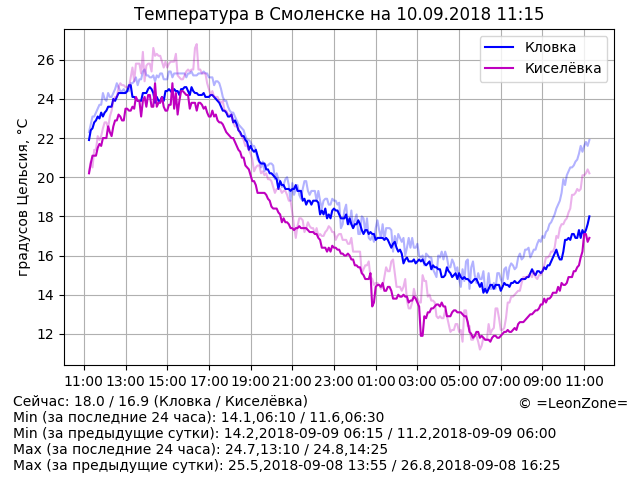 Температура в Смоленске на 10.09.2018 11:15
Кловка
Киселёвка
градусов Цельсия, °C
26
24
22
20
18
16
14
12
11:00 13:00 15:00 17:00 19:00 21:00 23:00 01:00 03:00 05:00 07:00 09:00 11:00
Сейчас: 18.0 / 16.9 (Кловка / Киселёвка)
© =LeonZone=
Min (за последние 24 часа): 14.1,06:10 / 11.6,06:30
Min (за предыдущие сутки): 14.2,2018-09-09 06:15 / 11.2,2018-09-09 06:00
Max (за последние 24 часа): 24.7,13:10 / 24.8,14:25
Max (за предыдущие сутки): 25.5,2018-09-08 13:55 / 26.8,2018-09-08 16:25